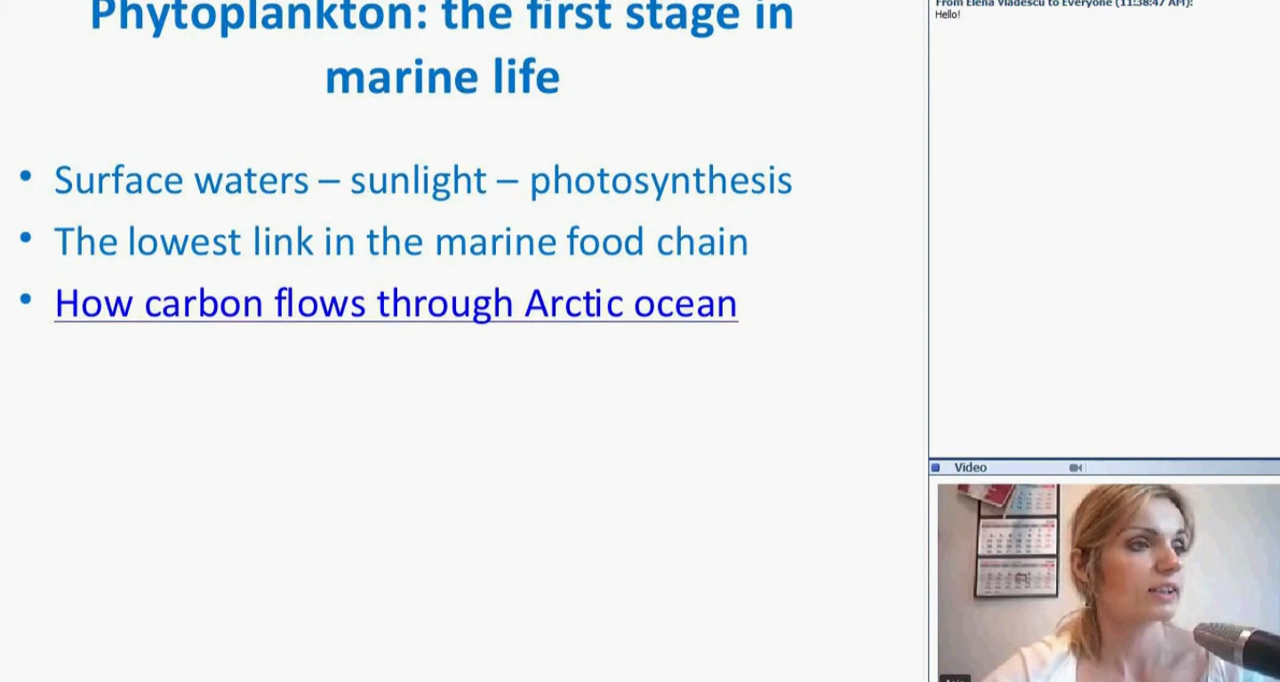 Phytoplankton: the first stage in
marine life
• Surface waters – sunlight – photosynthesis
• The lowest link in the marine food chain
• How carbon flows through Arctic ocean
From Elena Vladescu to Everyone (11:38:47 AM):
Hello!
Video